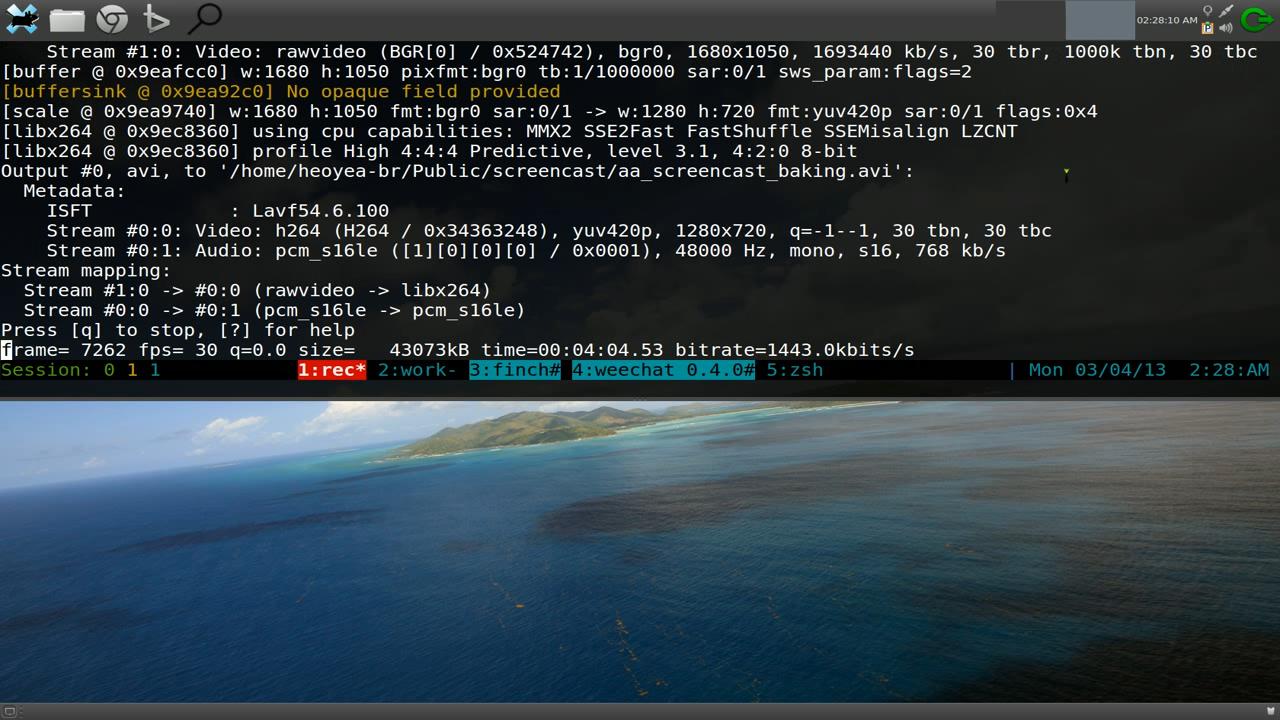 02:28:10 AM
Stream #1:0: Video: rawvideo (BGR[0] / 0x524742), bgr0, 1680x1050, 1693440 kb/s, 30 tbr, 1000k tbn, 30 tbc
[buffer @ 0x9eafcc0] w:1680 h:1050 pixfmt:bgr0 tb:1/1000000 sar:0/1 sws_param:flags=2
[buffersink @ 0x9ea92c0] No opaque field provided
[scale @ 0x9ea9740] w:1680 h:1050 fmt:bgr0 sar:0/1 -> w:1280 h:720 fmt:yuv420p sar:0/1 flags:0x4
[libx264 @ 0x9ec8360] using cpu capabilities: MMX2 SSE2Fast FastShuffle SSEMisalign LZCNT
[libx264 @ 0x9ec8360] profile High 4:4:4 Predictive, level 3.1, 4:2:0 8-bit
Output #0, avi, to '/home/heoyea-br/Public/screencast/aa_screencast_baking.avi':
Metadata:
ISFT : Lavf54.6.100
Stream #0:0: Video: h264 (H264 / 0x34363248), yuv420p, 1280x720, q=-1--1, 30 tbn, 30 tbc
Stream #0:1: Audio: pcm_s16le ([1][0][0][0] / 0x0001), 48000 Hz, mono, s16, 768 kb/s
Stream mapping:
Stream #1:0 -> #0:0 (rawvideo -> libx264)
Stream #0:0 -> #0:1 (pcm_s16le -> pcm_s16le)
Press [q] to stop, [?] for help
frame= 7262 fps= 30 q=0.0 size= 43073kB time=00:04:04.53 bitrate=1443.0kbits/s
Session: 0 1 1 1:rec* 2:work- 3:finch# 4:weechat 0.4.0# 5:zsh | Mon 03/04/13 2:28:AM